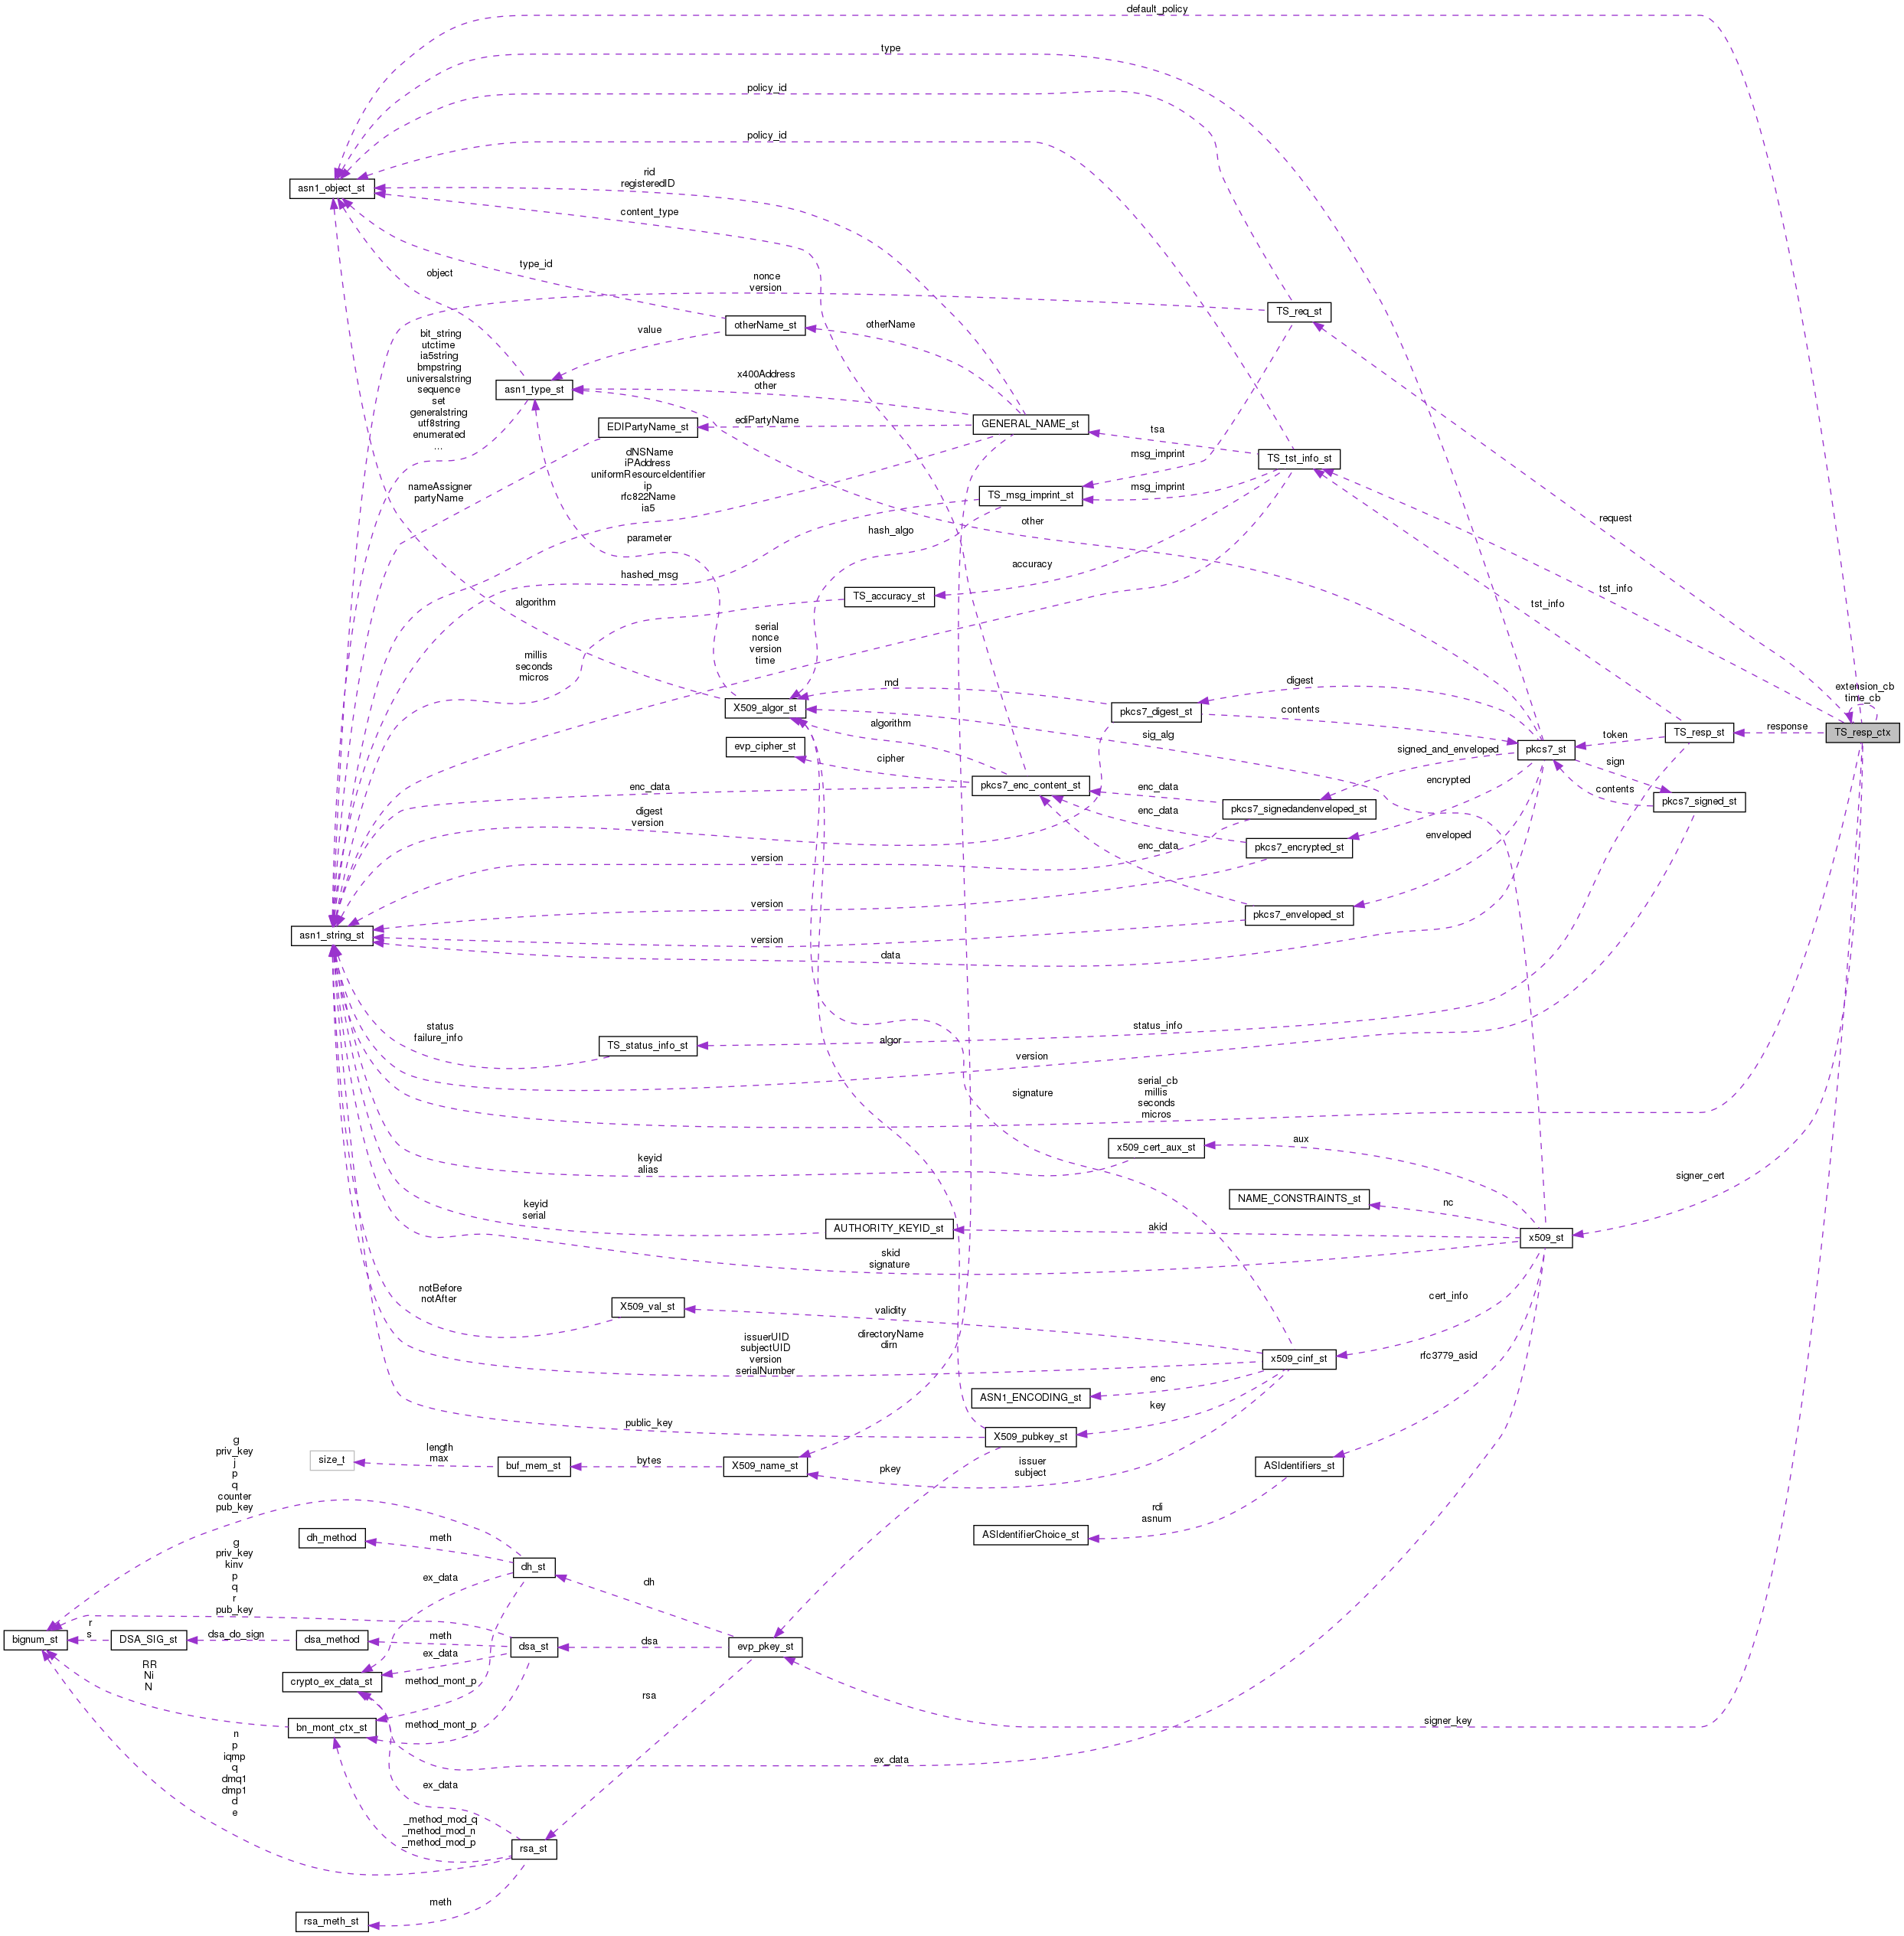 default_policy
type
policy_id
policy_id
asn1_object_st
rid
registeredID
content_type
type_id
object
nonce
version
TS_req_st
otherName_st
otherName
value
bit_string
utctime
ia5string
bmpstring
universalstring
sequence
set
generalstring
utf8string
enumerated
...
asn1_type_st
x400Address
other
EDIPartyName_st
ediPartyName
GENERAL_NAME_st
tsa
TS_tst_info_st
msg_imprint
msg_imprint
TS_msg_imprint_st
dNSName
iPAddress
uniformResourceIdentifier
ip
rfc822Name
ia5
nameAssigner
partyName
parameter
hash_algo
other
request
hashed_msg
accuracy
TS_accuracy_st
tst_info
tst_info
algorithm
serial
nonce
version
time
millis
seconds
micros
md
digest
X509_algor_st
pkcs7_digest_st
contents
extension_cb
time_cb
algorithm
sig_alg
evp_cipher_st
cipher
pkcs7_st
token
TS_resp_st
response
TS_resp_ctx
signed_and_enveloped
sign
enc_data
pkcs7_enc_content_st
enc_data
encrypted
contents
pkcs7_signedandenveloped_st
pkcs7_signed_st
digest
version
enc_data
enveloped
version
enc_data
pkcs7_encrypted_st
version
pkcs7_enveloped_st
asn1_string_st
version
data
status
failure_info
TS_status_info_st
algor
status_info
version
signature
serial_cb
millis
seconds
micros
x509_cert_aux_st
aux
keyid
alias
signer_cert
NAME_CONSTRAINTS_st
nc
keyid
serial
AUTHORITY_KEYID_st
akid
x509_st
skid
signature
notBefore
notAfter
X509_val_st
validity
cert_info
issuerUID
subjectUID
version
serialNumber
directoryName
dirn
x509_cinf_st
rfc3779_asid
enc
ASN1_ENCODING_st
key
public_key
X509_pubkey_st
g
priv_key
j
p
q
counter
pub_key
size_t
length
max
buf_mem_st
bytes
X509_name_st
pkey
issuer
subject
ASIdentifiers_st
rdi
asnum
ASIdentifierChoice_st
dh_method
meth
dh_st
g
priv_key
kinv
p
q
r
pub_key
ex_data
dh
bignum_st
r
s
DSA_SIG_st
dsa_do_sign
dsa_method
meth
dsa_st
dsa
evp_pkey_st
ex_data
crypto_ex_data_st
RR
Ni
N
method_mont_p
rsa
bn_mont_ctx_st
method_mont_p
signer_key
n
p
iqmp
q
dmq1
dmp1
d
e
ex_data
ex_data
_method_mod_q
_method_mod_n
_method_mod_p
rsa_st
meth
rsa_meth_st